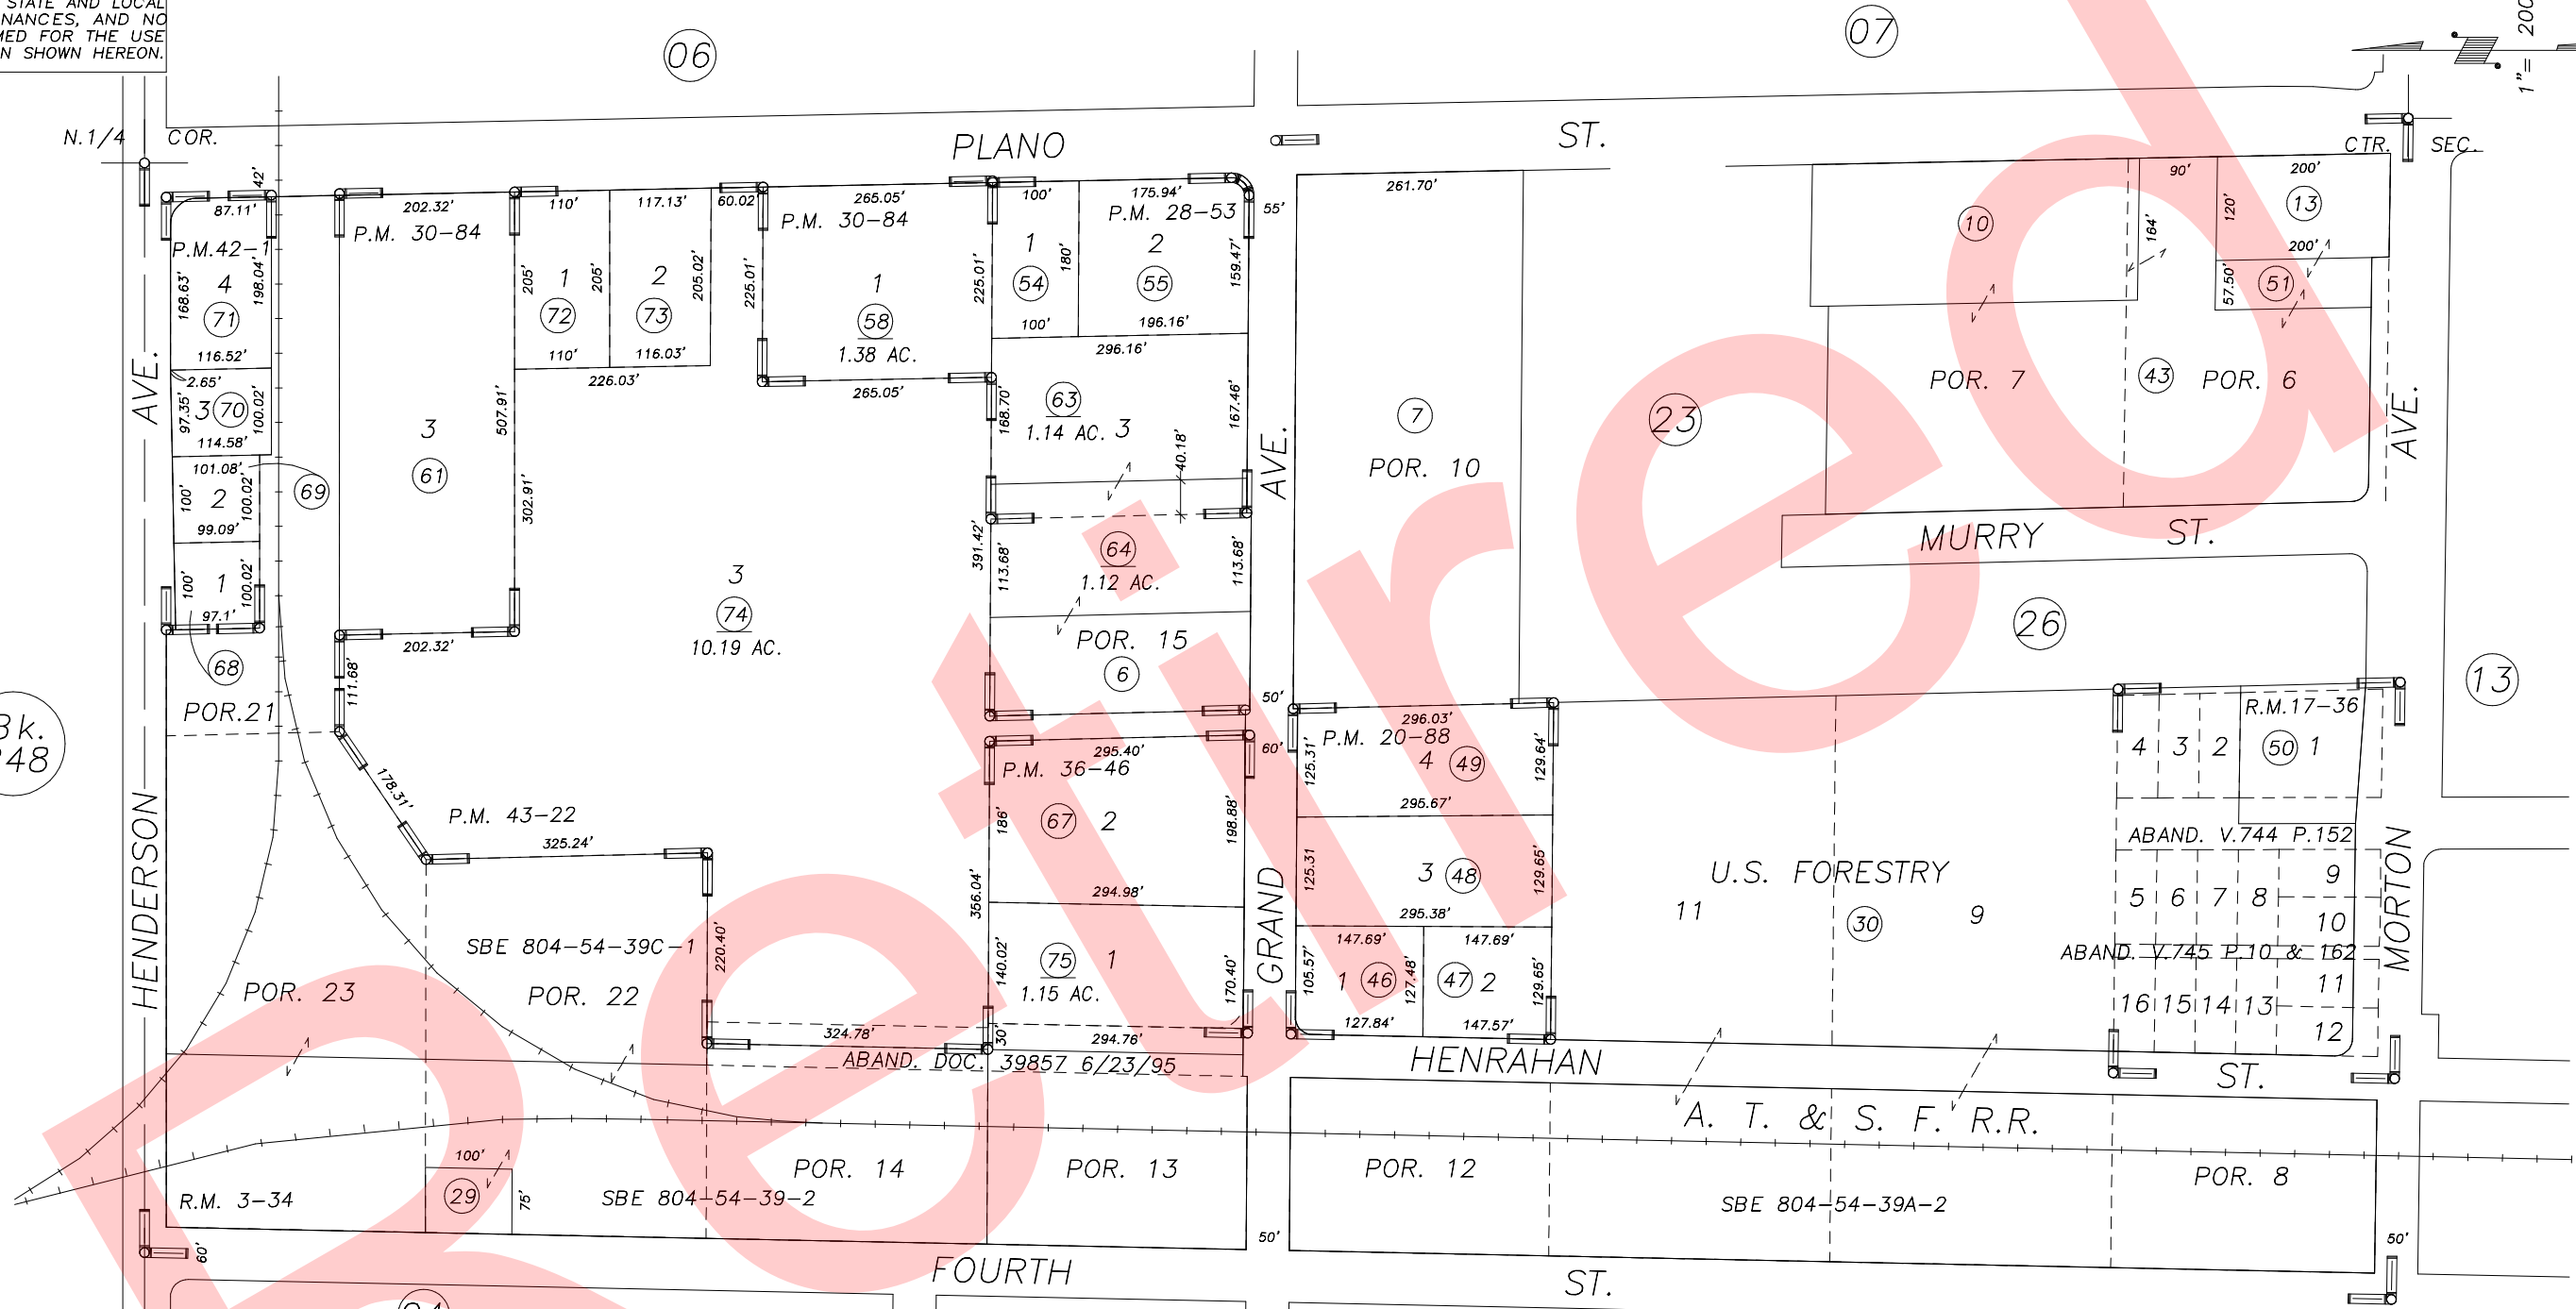 STATE AND LOCAL
NANCES, AND NO
MED FOR THE USE
N SHOWN HEREON.
06
07
1"= 200
N.1/4 COR.
PLANO ST.
CTR. SEC.
42'
87.11'
P.M.42-1
168.63'
198.04'
4
71
116.52'
2.65'
97.35'
3
70
100.02'
114.58'
101.08'
69
100'
2
100.02'
99.09'
100'
1
100.02'
97.1'
68
POR.21
202.32'
P.M. 30-84
3
61
507.91'
302.91'
202.32'
111.68'
178.31'
110'
205'
1
72
205'
110'
117.13'
2
73
205.02'
116.03'
226.03'
60.02'
265.05'
P.M. 30-84
225.01'
1
58
1.38 AC.
225.01'
265.05'
100'
1
54
180'
100'
175.94'
P.M. 28-53
2
55
159.47'
196.16'
55'
296.16'
168.70'
63
1.14 AC. 3
167.46'
40.18'
391.42'
113.68'
64
1.12 AC.
113.68'
POR. 15
6
50'
3
74
10.19 AC.
P.M. 43-22
325.24'
220.40'
295.40'
P.M. 36-46
186'
67 2
198.88'
294.98'
356.04'
140.02'
75 1
1.15 AC.
170.40'
30'
324.78'
294.76'
ABAND. DOC. 39857 6/23/95
60'
261.70'
7
POR. 10
23
10
90'
164'
120'
200'
13
200'
57.50'
51
POR. 7
43
POR. 6
MURRY ST.
26
13
296.03'
P.M. 20-88
125.31'
4 49
129.64'
295.67'
125.31
3 48
129.65'
295.38'
147.69'
147.69'
105.57'
1 46
127.48'
47 2
129.65'
127.84'
147.57'
U.S. FORESTRY
11
30
9
R.M.17-36
4 3 2 50 1
ABAND. V.744 P.152
5 6 7 8
9
10
ABAND. V.745 P.10 & 162
16 15 14 13
11
12
HENRAHAN ST.
A. T. & S. F. R.R.
HENDERSON AVE.
GRAND AVE.
MORTON AVE.
Bk.
48
SBE 804-54-39C-1
POR. 23
POR. 22
100'
29
75'
R.M. 3-34
SBE 804-54-39-2
POR. 14
POR. 13
POR. 12
SBE 804-54-39A-2
POR. 8
60'
50'
50'
FOURTH ST.
Retired